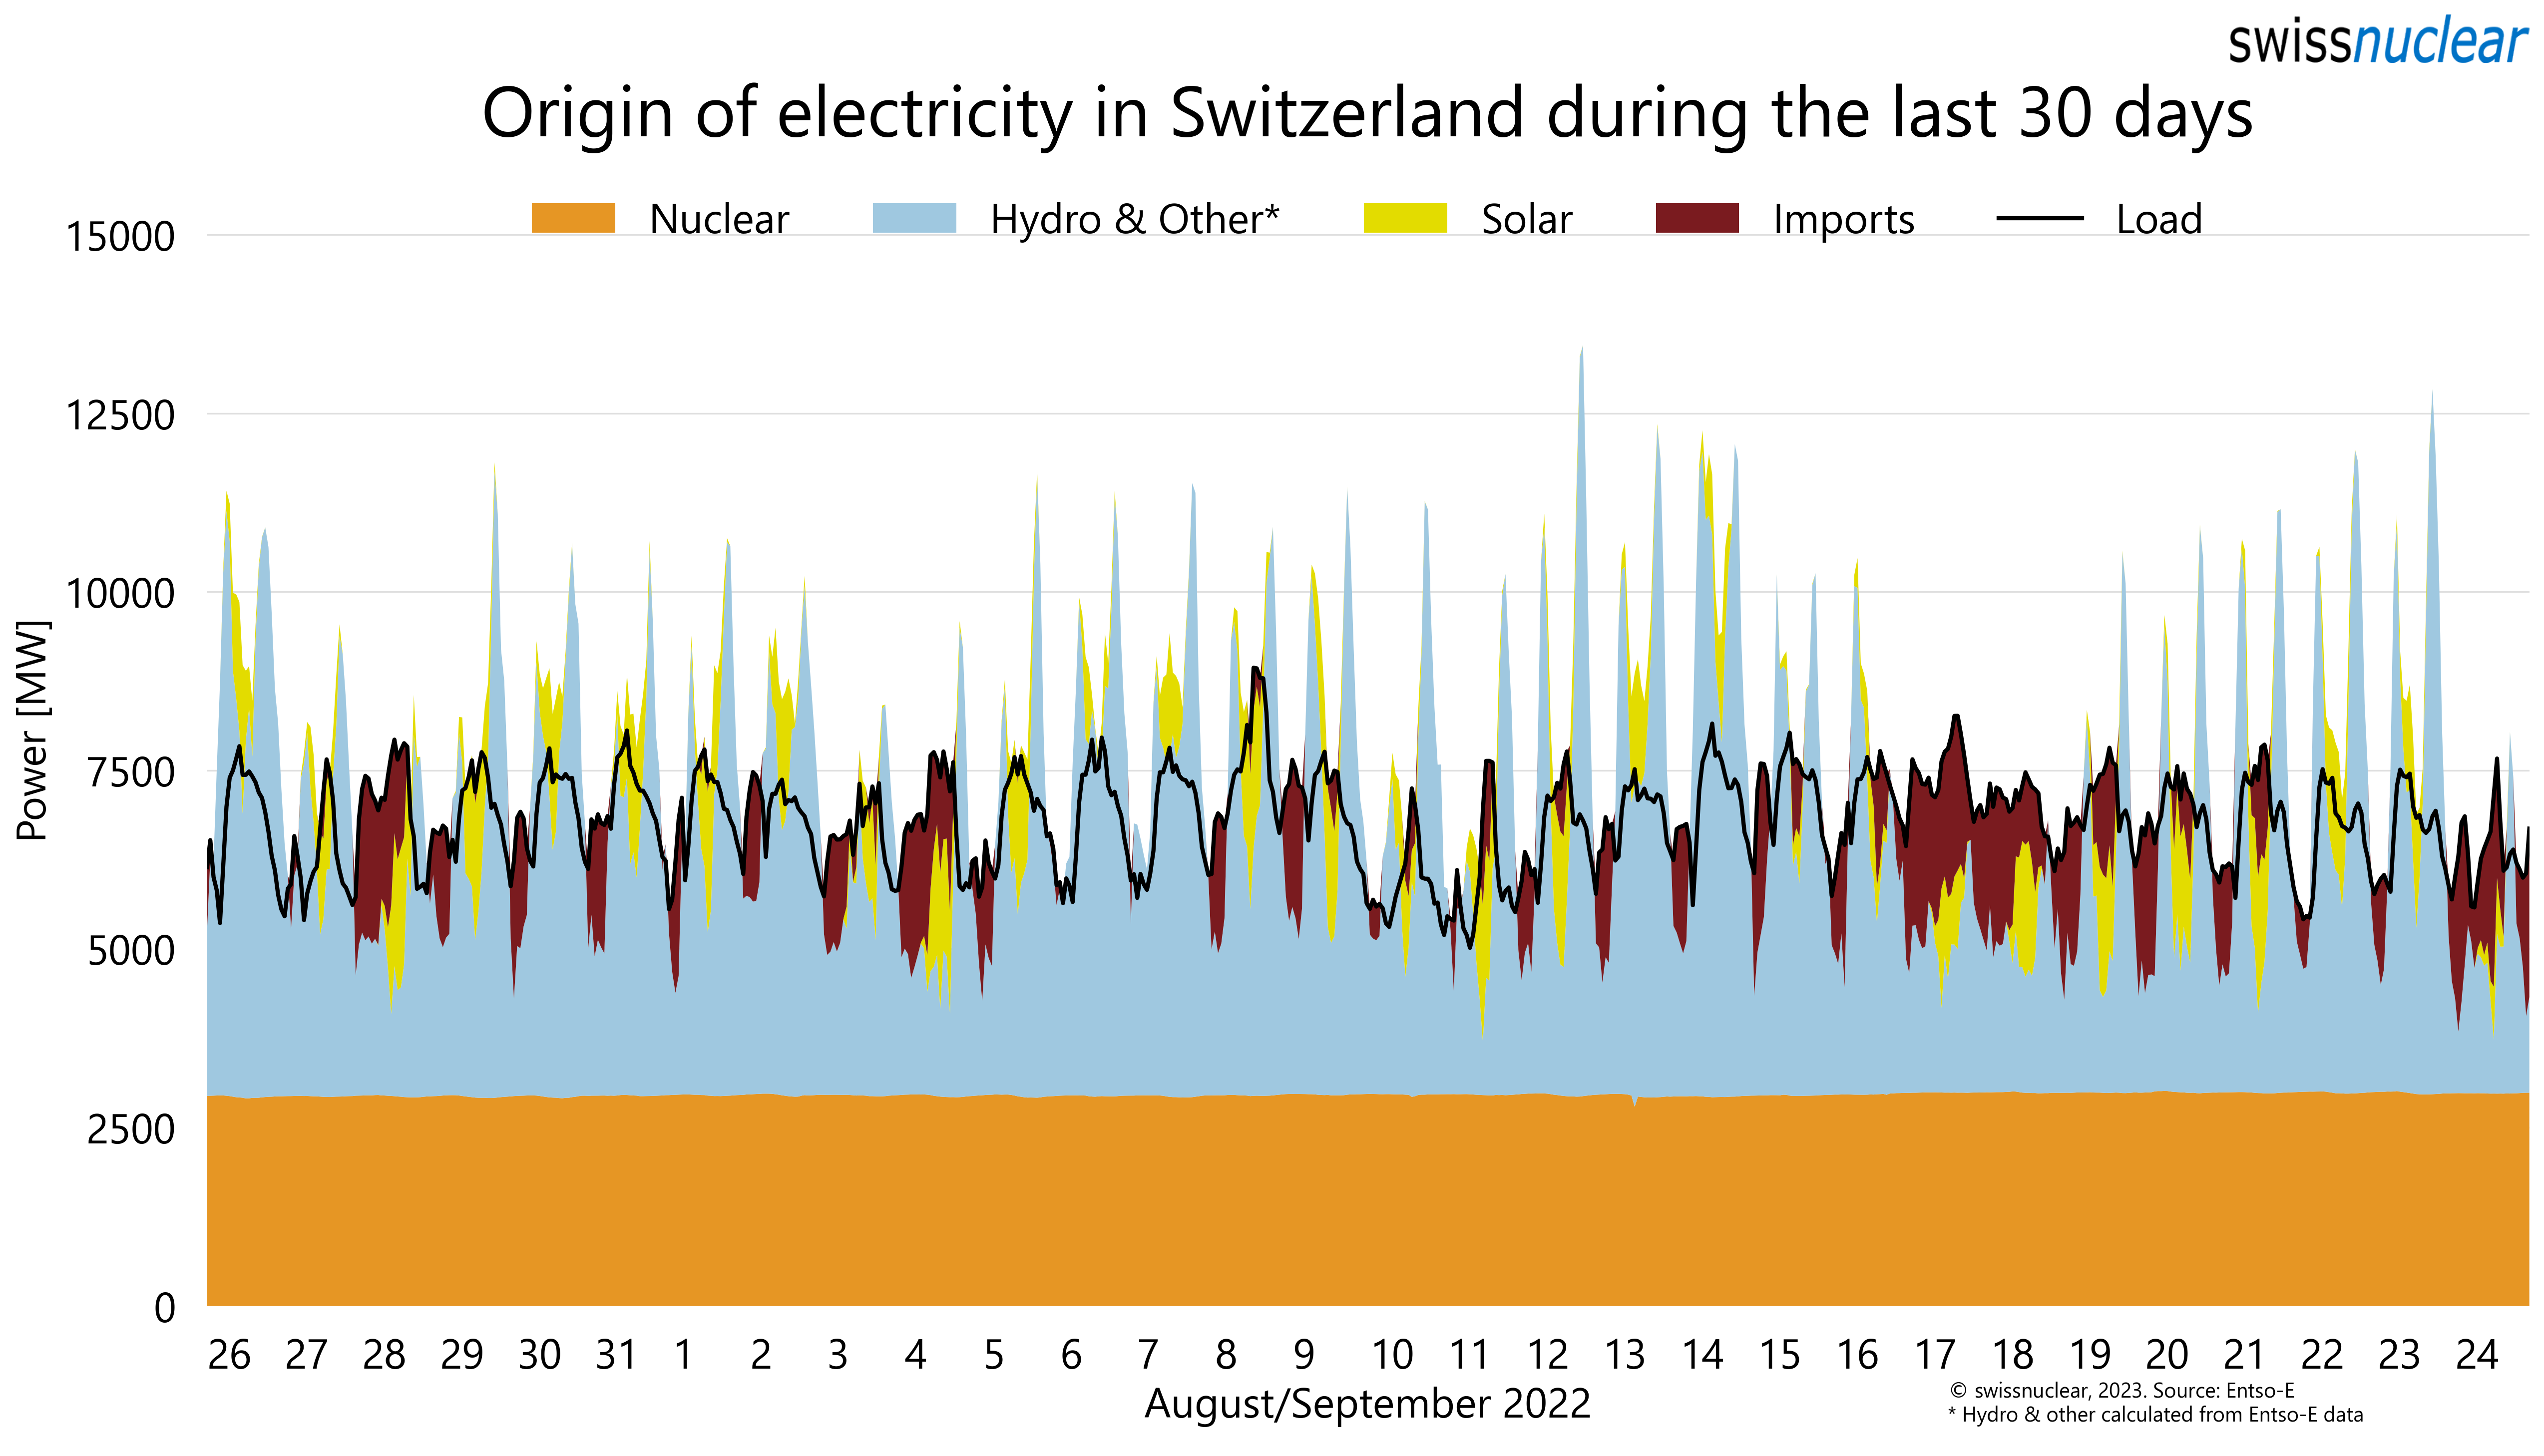 swissnuclear
Origin of electricity in Switzerland during the last 30 days
Nuclear Hydro & Other* Solar Imports Load
15000
12500
10000
7500
5000
2500
0
Power [MW]
26 27 28 29 30 31 1 2 3 4 5 6 7 8 9 10 11 12 13 14 15 16 17 18 19 20 21 22 23 24
August/September 2022
© swissnuclear, 2023. Source: Entso-E
* Hydro & other calculated from Entso-E data